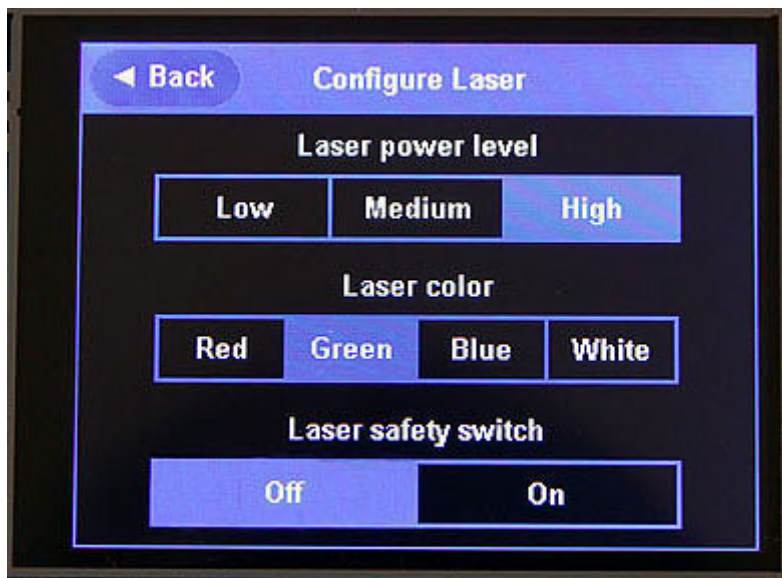 ◄ Back Configure Laser
Laser power level
Low Medium High
Laser color
Red Green Blue White
Laser safety switch
Off On